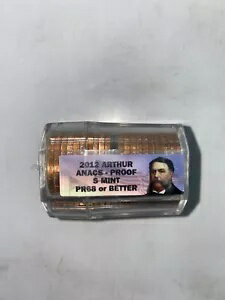 2012 ARTHUR
ANACS - PROOF
S MINT
PR68 or BETTER